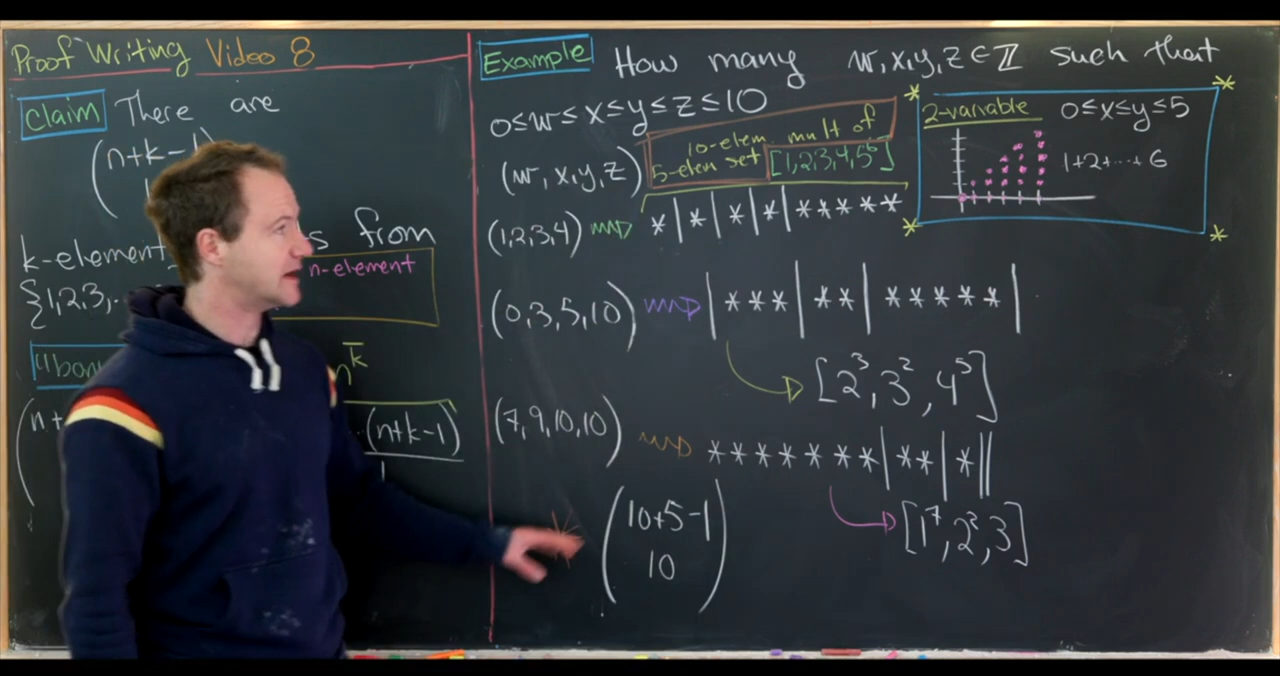 Proof Writing Video 8
Claim There are
(n+k-1
k-element
s from
{1,2,3,..
n-element
n^k̅
(n+
(n+k-1)
Example How many w,x,y,z ∈ ℤ such that
0≤w≤x≤y≤z≤10
(w,x,y,z)
10-elem mult of
5-elem set [1,2,3,4,5⁶]
(1,2,3,4) *|*|*|*|******
(0,3,5,10) |***|**|*****|
[2³,3²,4⁵]
(7,9,10,10) *******|**|*||
[1⁷,2²,3]
(10+5-1
10)
2-variable 0≤x≤y≤5
1+2+...+6